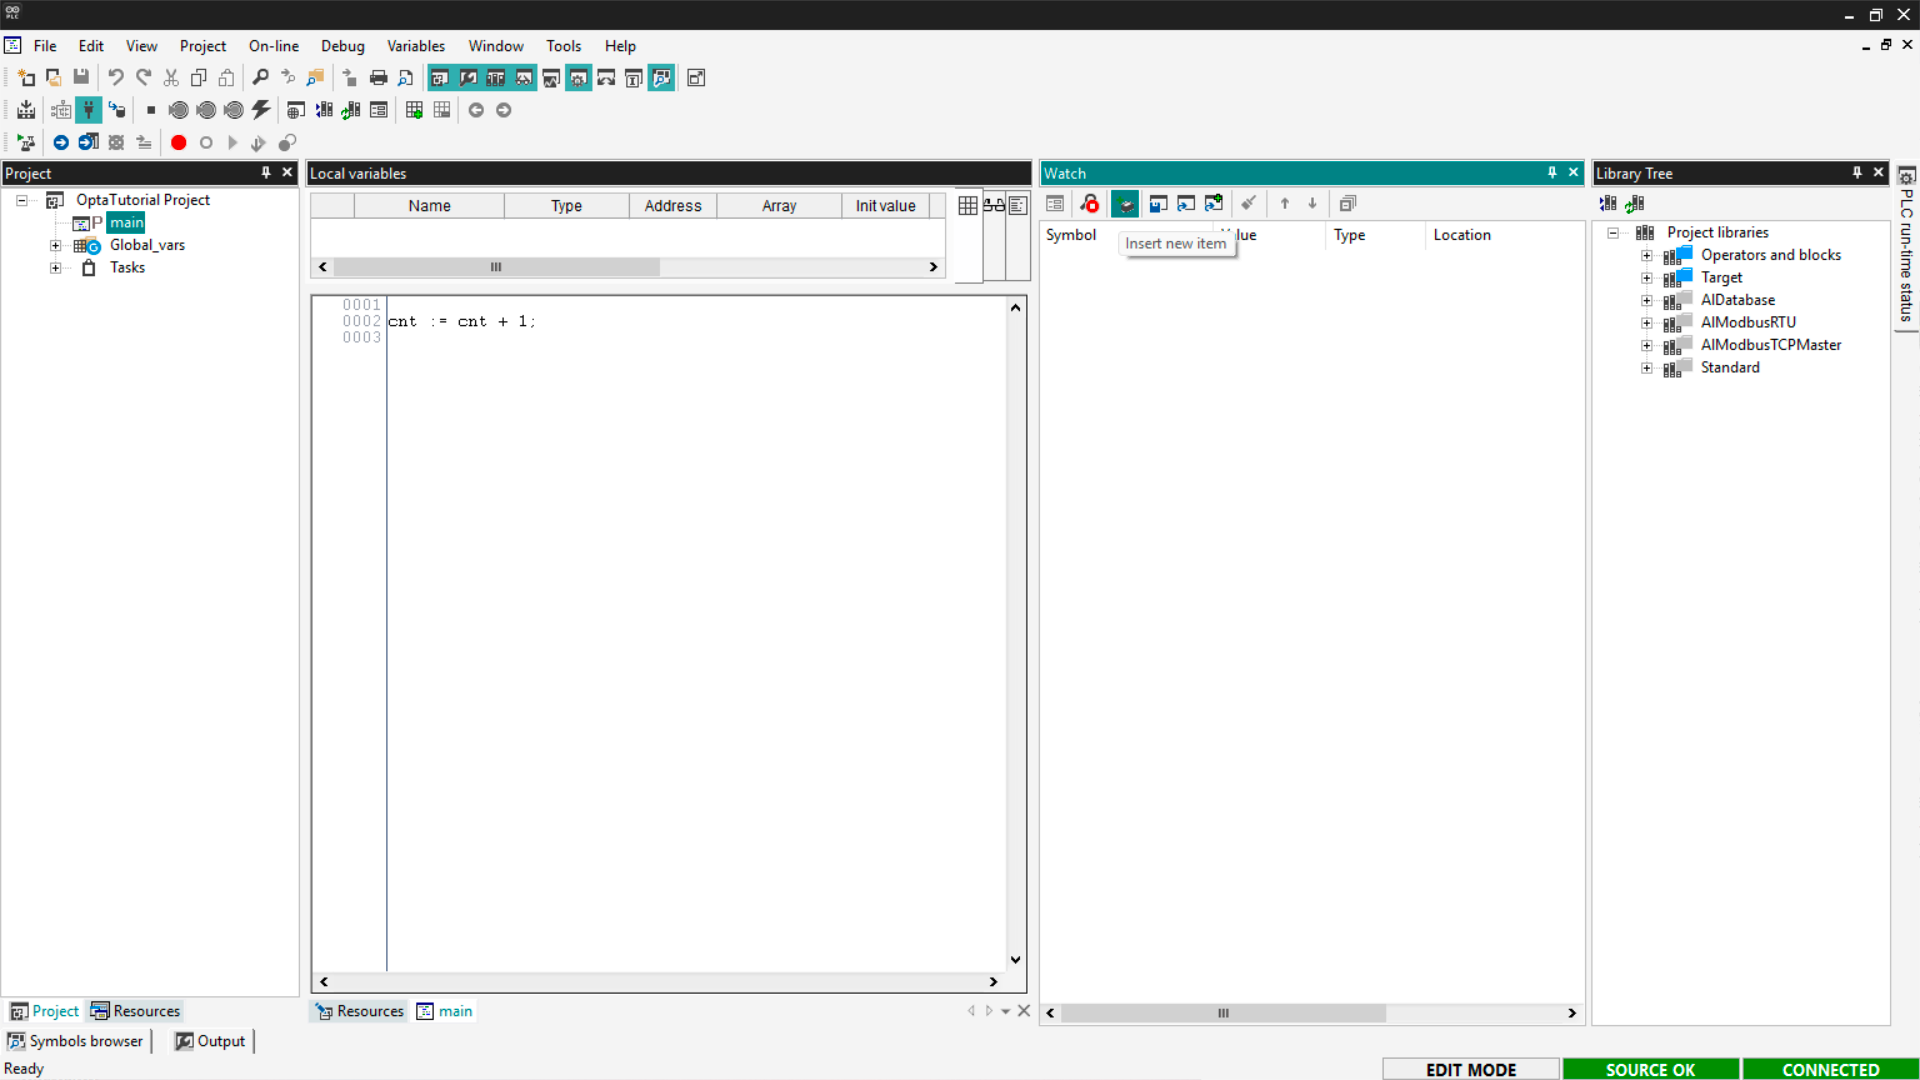 PLC
File Edit View Project On-line Debug Variables Window Tools Help
Project
OptaTutorial Project
P main
Global_vars
Tasks
Local variables
Name Type Address Array Init value
0001
0002 cnt := cnt + 1;
0003
Watch
Insert new item
Symbol Type Location
Library Tree
Project libraries
Operators and blocks
Target
AlDatabase
AlModbusRTU
AlModbusTCPMaster
Standard
PLC run-time status
Project Resources
Resources main
Symbols browser Output
Ready
EDIT MODE SOURCE OK CONNECTED